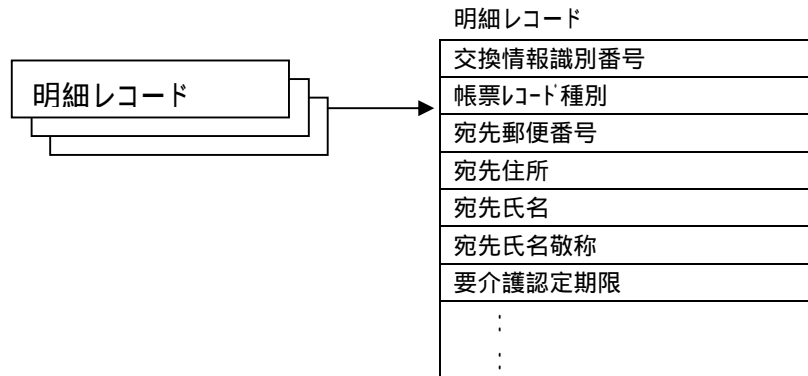 明細レコード
明細レコード
交換情報識別番号
帳票ﾚｺｰﾄﾞ種別
宛先郵便番号
宛先住所
宛先氏名
宛先氏名敬称
要介護認定期限
:
: